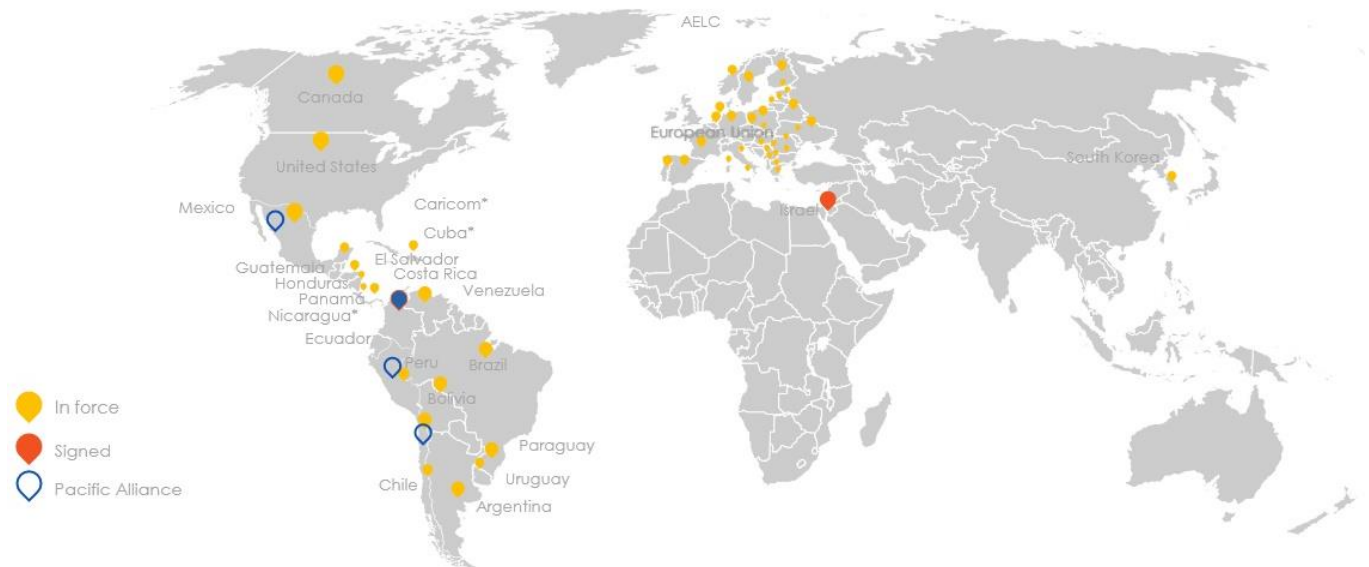 AELC
Canada
European Union
United States
South Korea
Mexico
Caricom*
Israel
Cuba*
El Salvador
Guatemala
Costa Rica
Honduras
Venezuela
Panamá
Nicaragua*
Ecuador
Peru
Brazil
Bolivia
In force
Paraguay
Signed
Uruguay
Chile
Pacific Alliance
Argentina